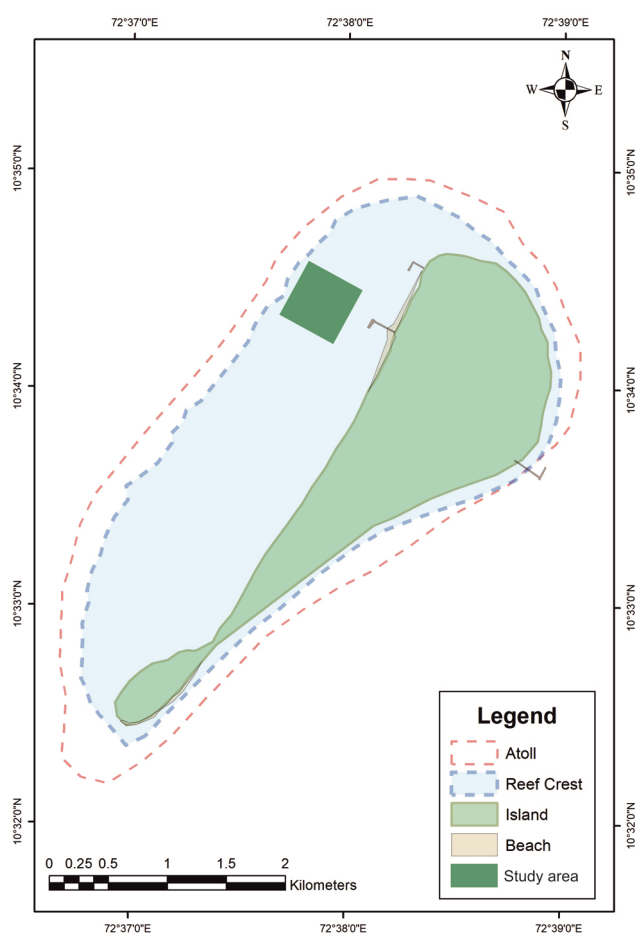 72°37'0"E 72°38'0"E 72°39'0"E
N
W E
S
10°35'0"N 10°35'0"N
10°34'0"N 10°34'0"N
10°33'0"N 10°33'0"N
10°32'0"N 10°32'0"N
Legend
Atoll
Reef Crest
Island
Beach
Study area
0 0.25 0.5 1 1.5 2
Kilometers
72°37'0"E 72°38'0"E 72°39'0"E